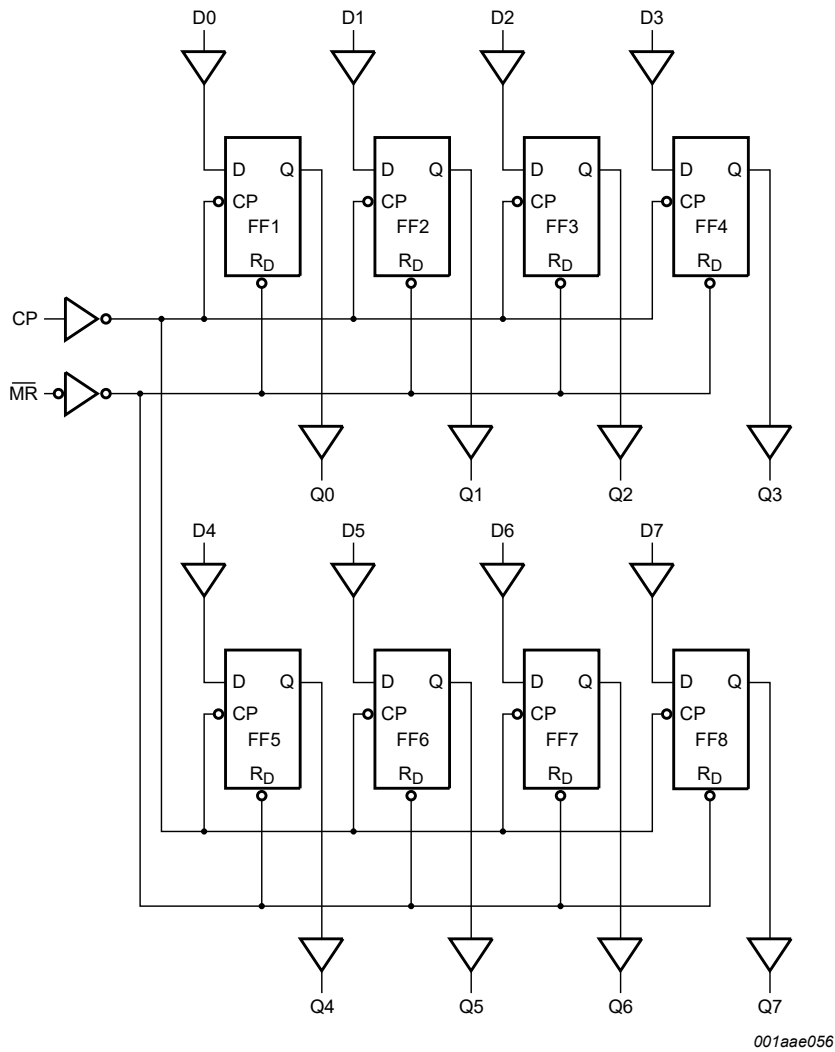 D0 D1 D2 D3
D Q D Q D Q D Q
CP CP CP CP
FF1 FF2 FF3 FF4
RD RD RD RD
CP
M̅R̅
Q0 Q1 Q2 Q3
D4 D5 D6 D7
D Q D Q D Q D Q
CP CP CP CP
FF5 FF6 FF7 FF8
RD RD RD RD
Q4 Q5 Q6 Q7
001aae056